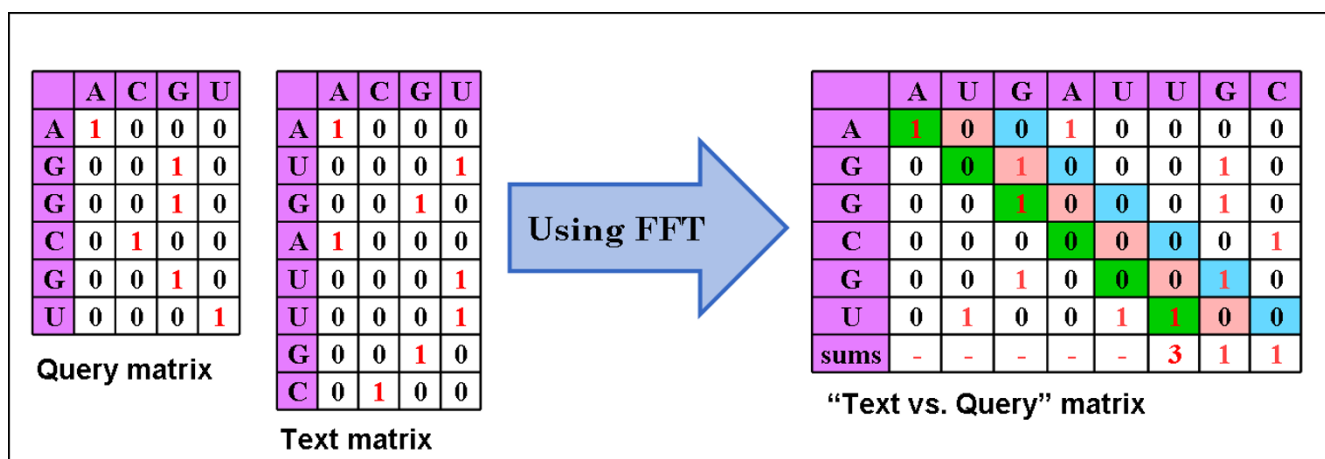 A C G U
A 1 0 0 0
G 0 0 1 0
G 0 0 1 0
C 0 1 0 0
G 0 0 1 0
U 0 0 0 1
Query matrix
A C G U
A 1 0 0 0
U 0 0 0 1
G 0 0 1 0
A 1 0 0 0
U 0 0 0 1
U 0 0 0 1
G 0 0 1 0
C 0 1 0 0
Text matrix
Using FFT
A U G A U U G C
A 1 0 0 1 0 0 0 0
G 0 0 1 0 0 0 1 0
G 0 0 1 0 0 0 1 0
C 0 0 0 0 0 0 0 1
G 0 0 1 0 0 0 1 0
U 0 1 0 0 1 1 0 0
sums - - - - - 3 1 1
“Text vs. Query” matrix